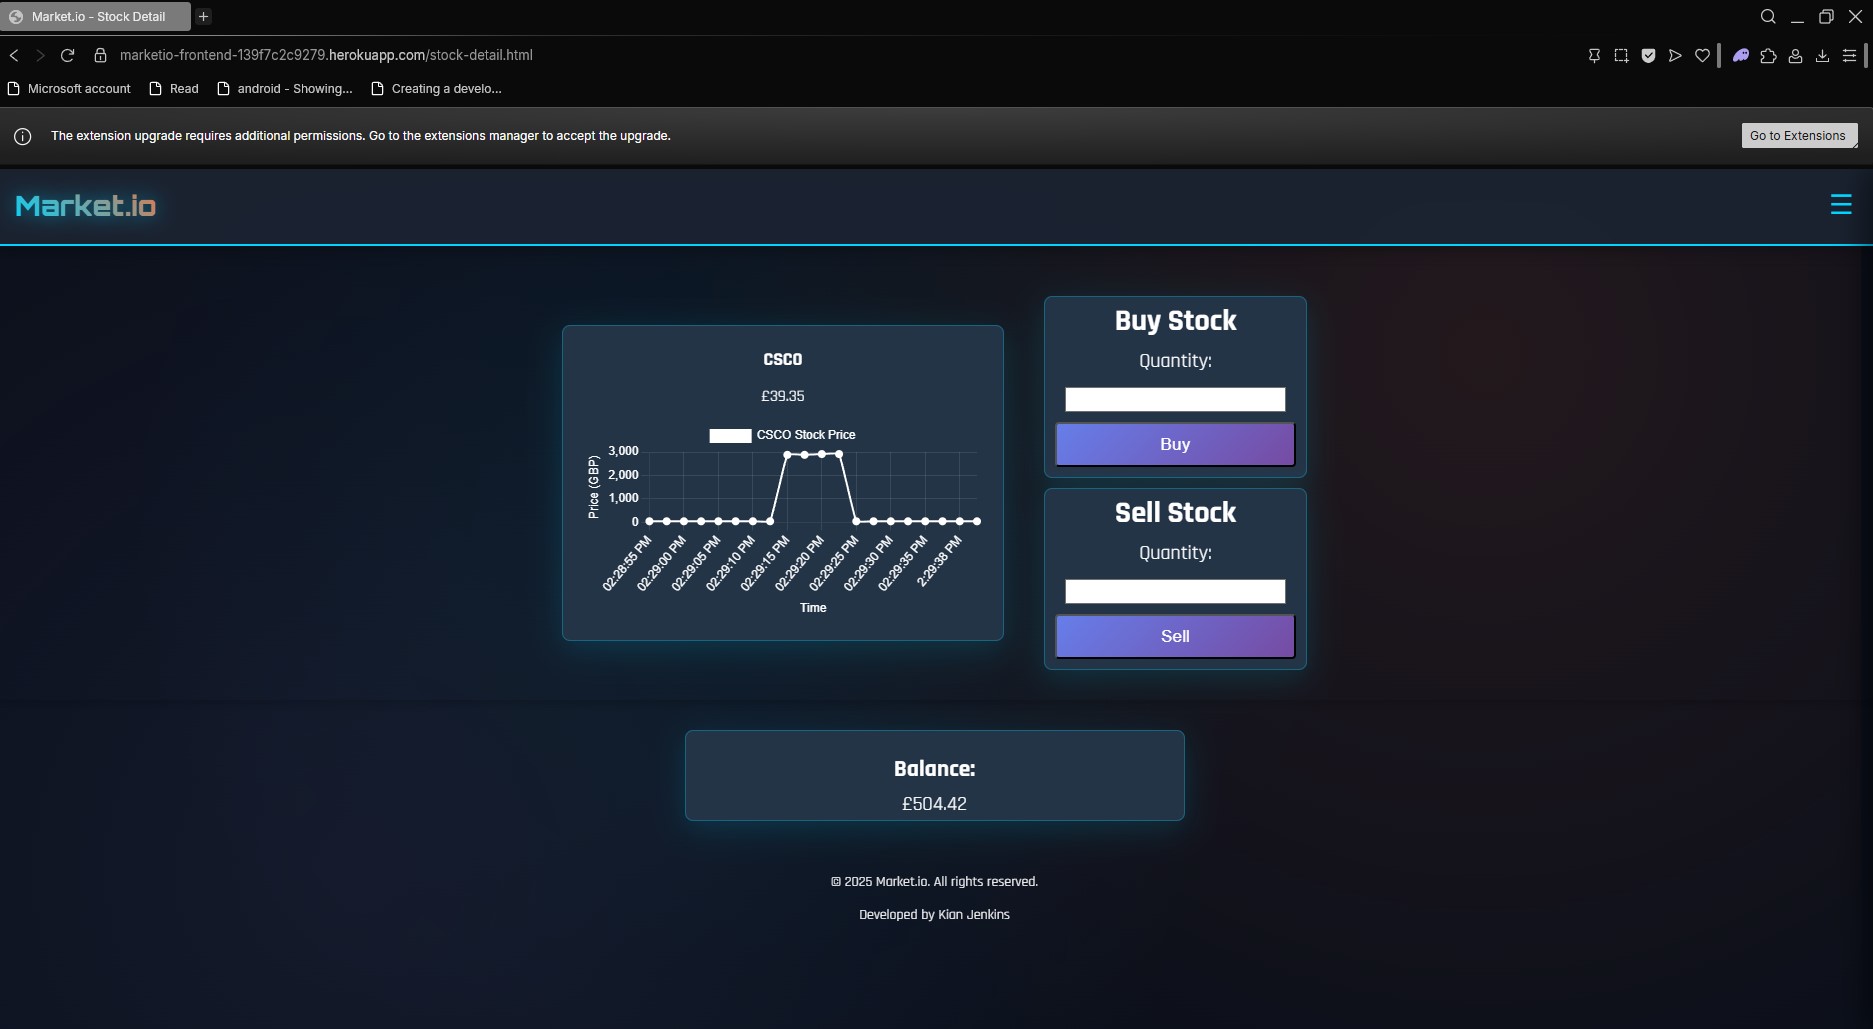 Market.io - Stock Detail
marketio-frontend-139f7c2c9279.herokuapp.com/stock-detail.html
Microsoft account Read android - Showing... Creating a develo...
The extension upgrade requires additional permissions. Go to the extensions manager to accept the upgrade.
Go to Extensions
Market.io
CSCO
£39.35
CSCO Stock Price
Price (GBP)
3,000
2,000
1,000
0
02:28:55 PM
02:29:00 PM
02:29:05 PM
02:29:10 PM
02:29:15 PM
02:29:20 PM
02:29:25 PM
02:29:30 PM
02:29:35 PM
2:29:38 PM
Time
Buy Stock
Quantity:
Buy
Sell Stock
Quantity:
Sell
Balance:
£504.42
© 2025 Market.io. All rights reserved.
Developed by Kian Jenkins